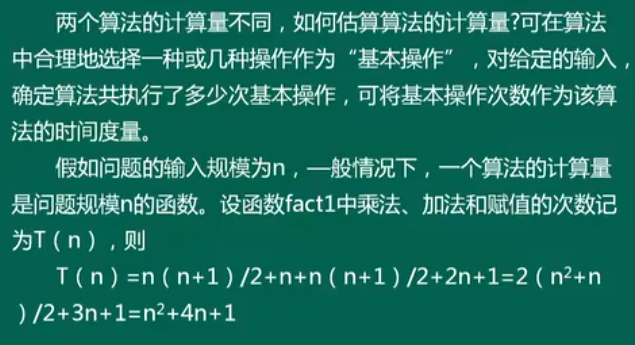 两个算法的计算量不同，如何估算算法的计算量?可在算法
中合理地选择一种或几种操作作为“基本操作”，对给定的输入，
确定算法共执行了多少次基本操作，可将基本操作次数作为该算
法的时间度量。
假如问题的输入规模为n，一般情况下，一个算法的计算量
是问题规模n的函数。设函数fact1中乘法、加法和赋值的次数记
为T（n），则
T（n）=n（n+1）/2+n+n（n+1）/2+2n+1=2（n²+n
）/2+3n+1=n²+4n+1